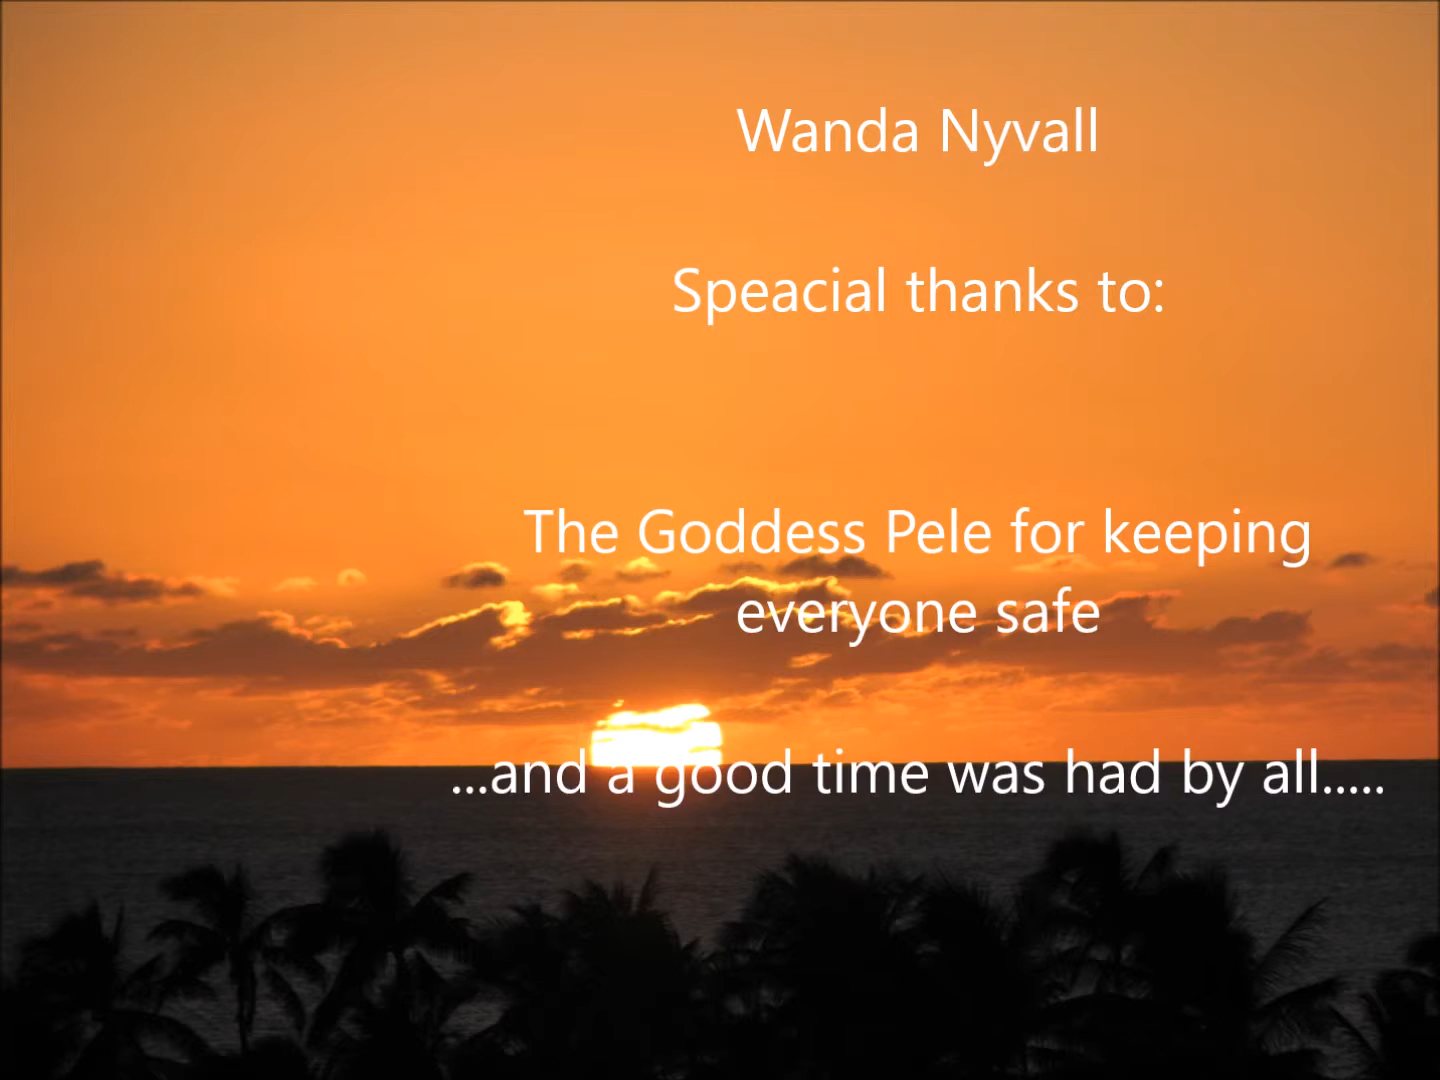 Wanda Nyvall
Speacial thanks to:
The Goddess Pele for keeping
everyone safe
...and a good time was had by all.....